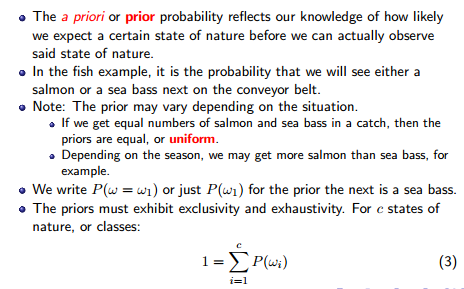 • The a priori or prior probability reflects our knowledge of how likely
we expect a certain state of nature before we can actually observe
said state of nature.
• In the fish example, it is the probability that we will see either a
salmon or a sea bass next on the conveyor belt.
• Note: The prior may vary depending on the situation.
• If we get equal numbers of salmon and sea bass in a catch, then the
priors are equal, or uniform.
• Depending on the season, we may get more salmon than sea bass, for
example.
• We write P(ω = ω₁) or just P(ω₁) for the prior the next is a sea bass.
• The priors must exhibit exclusivity and exhaustivity. For c states of
nature, or classes:
1 = ∑_{i=1}^{c} P(ωᵢ) (3)